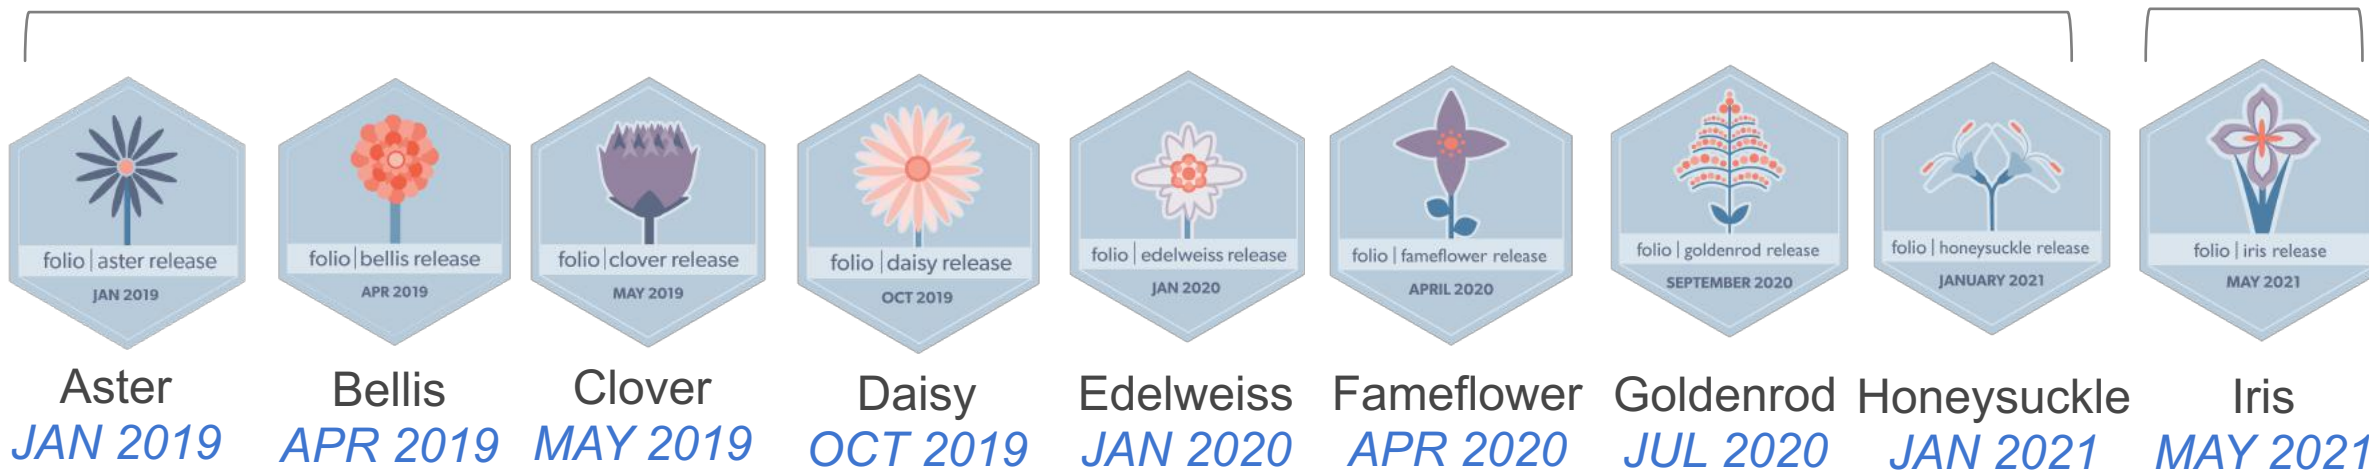 folio | aster release
JAN 2019
folio | bellis release
APR 2019
folio | clover release
MAY 2019
folio | daisy release
OCT 2019
folio | edelweiss release
JAN 2020
folio | fameflower release
APRIL 2020
folio | goldenrod release
SEPTEMBER 2020
folio | honeysuckle release
JANUARY 2021
folio | iris release
MAY 2021
Aster
JAN 2019
Bellis
APR 2019
Clover
MAY 2019
Daisy
OCT 2019
Edelweiss
JAN 2020
Fameflower
APR 2020
Goldenrod
JUL 2020
Honeysuckle
JAN 2021
Iris
MAY 2021